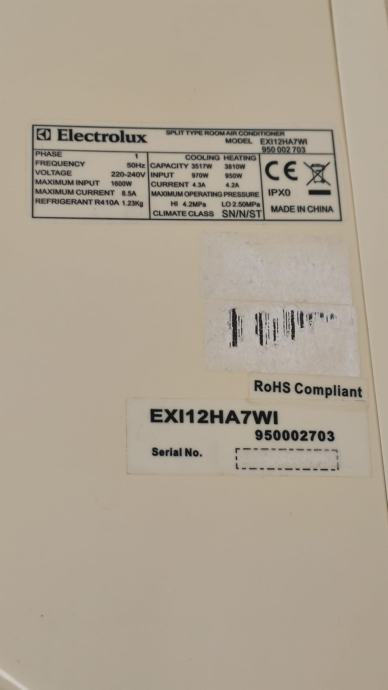 Electrolux
SPLIT TYPE ROOM AIR CONDITIONER
MODEL EXI12HA7WI
950 002 703
PHASE 1
FREQUENCY 50Hz
VOLTAGE 220-240V
MAXIMUM INPUT 1600W
MAXIMUM CURRENT 8.5A
REFRIGERANT R410A 1.23Kg
COOLING HEATING
CAPACITY 3517W 3810W
INPUT 970W 950W
CURRENT 4.3A 4.2A
MAXIMUM OPERATING PRESSURE
HI 4.2MPa LO 2.50MPa
CLIMATE CLASS SN/N/ST
CE
IPX0
MADE IN CHINA
RoHS Compliant
EXI12HA7WI
950002703
Serial No.